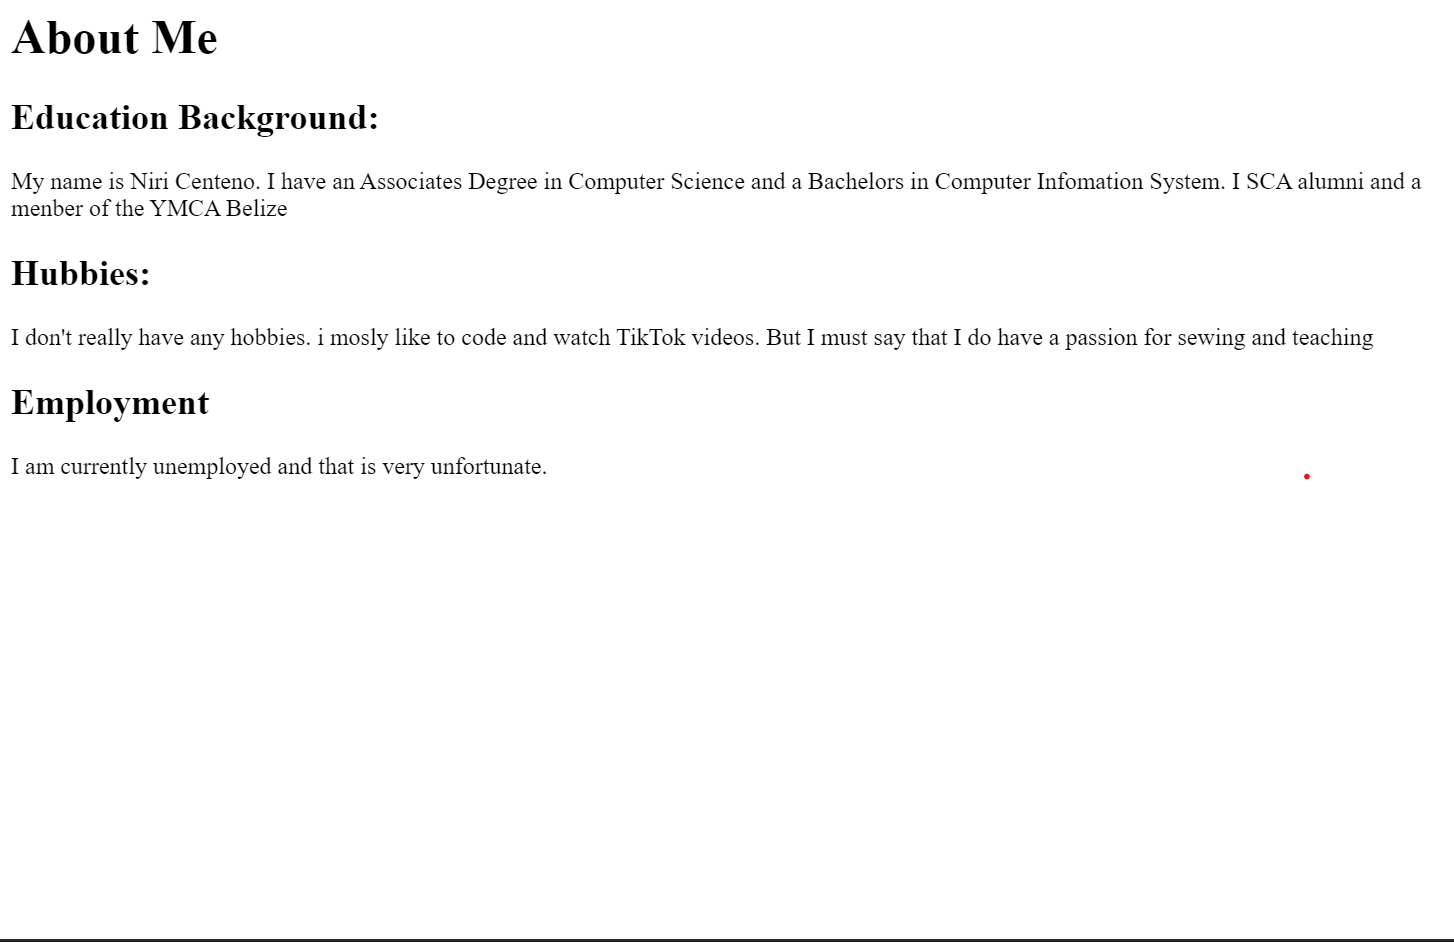 About Me
Education Background:
My name is Niri Centeno. I have an Associates Degree in Computer Science and a Bachelors in Computer Infomation System. I SCA alumni and a
menber of the YMCA Belize
Hubbies:
I don't really have any hobbies. i mosly like to code and watch TikTok videos. But I must say that I do have a passion for sewing and teaching
Employment
I am currently unemployed and that is very unfortunate.